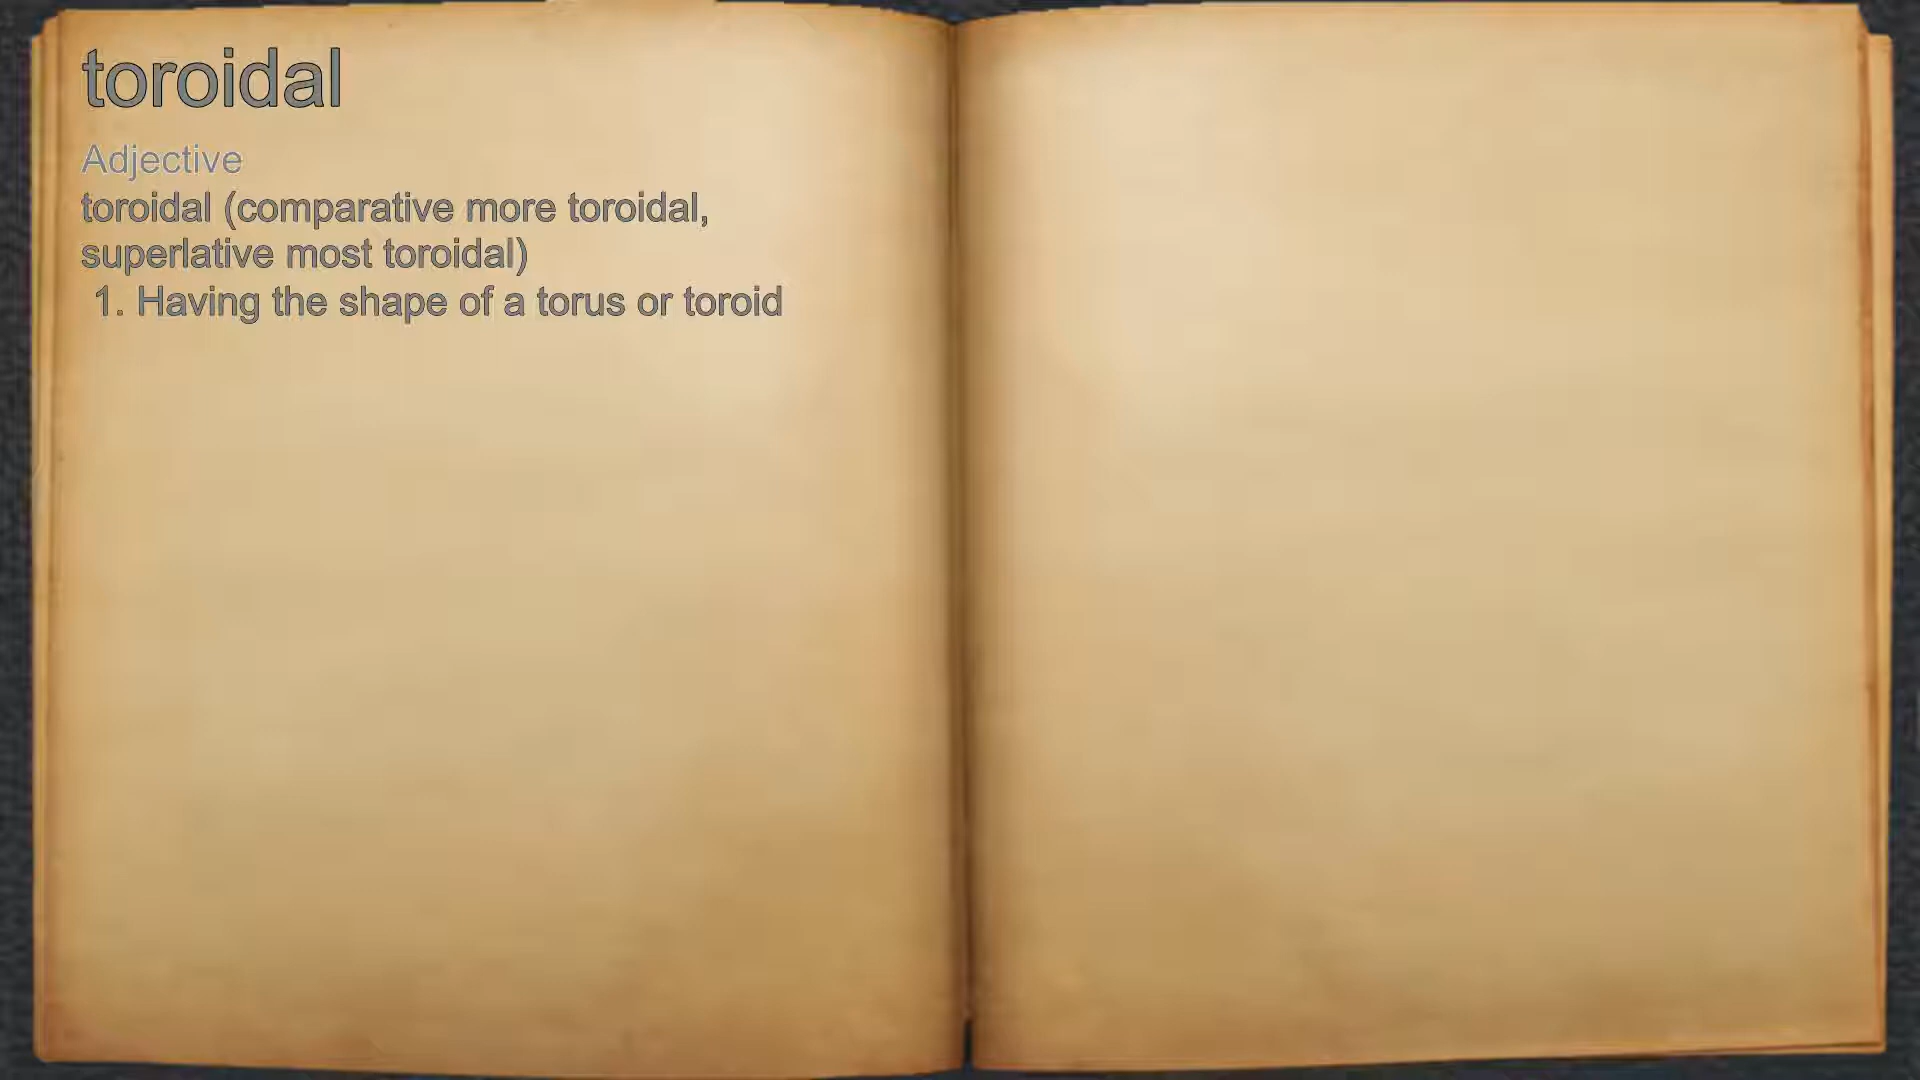 toroidal
Adjective
toroidal (comparative more toroidal,
superlative most toroidal)
1. Having the shape of a torus or toroid